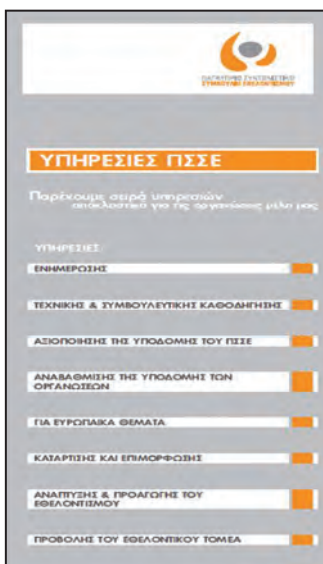 ΠΑΓΚΥΠΡΙΟ ΣΥΝΤΟΝΙΣΤΙΚΟ
ΣΥΜΒΟΥΛΙΟ ΕΘΕΛΟΝΤΙΣΜΟΥ
ΥΠΗΡΕΣΙΕΣ ΠΣΣΕ
Παρέχουμε σειρά υπηρεσιών
αποκλειστικά για τις οργανώσεις μέλη μας
ΥΠΗΡΕΣΙΕΣ:
ΕΝΗΜΕΡΩΣΗΣ
ΤΕΧΝΙΚΗΣ & ΣΥΜΒΟΥΛΕΥΤΙΚΗΣ ΚΑΘΟΔΗΓΗΣΗΣ
ΑΞΙΟΠΟΙΗΣΗΣ ΤΗΣ ΥΠΟΔΟΜΗΣ ΤΟΥ ΠΣΣΕ
ΑΝΑΒΑΘΜΙΣΗΣ ΤΗΣ ΥΠΟΔΟΜΗΣ ΤΩΝ
ΟΡΓΑΝΩΣΕΩΝ
ΓΙΑ ΕΥΡΩΠΑΙΚΑ ΘΕΜΑΤΑ
ΚΑΤΑΡΤΙΣΗΣ ΚΑΙ ΕΠΙΜΟΡΦΩΣΗΣ
ΑΝΑΠΤΥΞΗΣ & ΠΡΟΑΓΩΓΗΣ ΤΟΥ
ΕΘΕΛΟΝΤΙΣΜΟΥ
ΠΡΟΒΟΛΗΣ ΤΟΥ ΕΘΕΛΟΝΤΙΚΟΥ ΤΟΜΕΑ